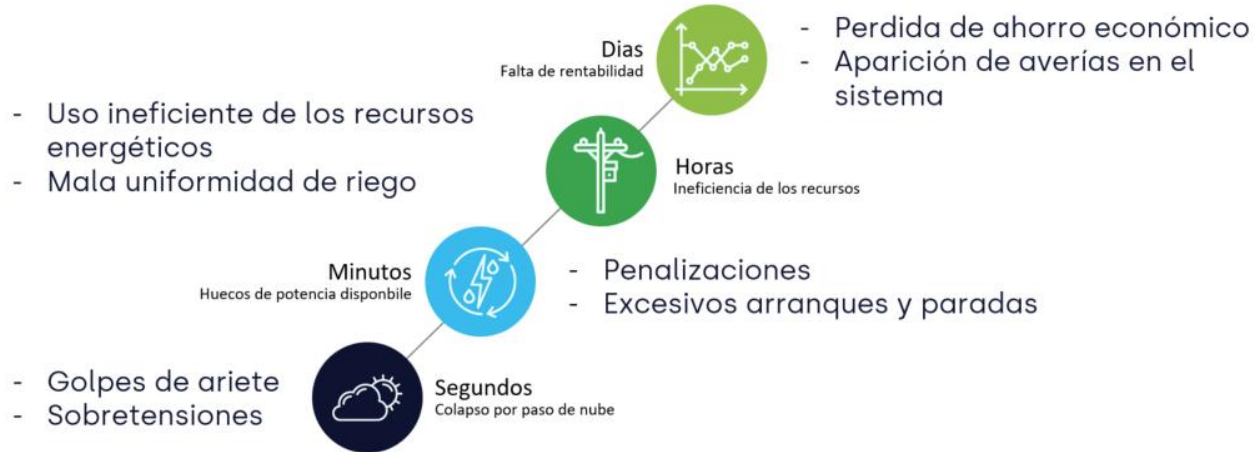 Dias
Falta de rentabilidad
- Perdida de ahorro económico
- Aparición de averías en el
sistema
- Uso ineficiente de los recursos
energéticos
- Mala uniformidad de riego
Horas
Ineficiencia de los recursos
Minutos
Huecos de potencia disponbile
- Penalizaciones
- Excesivos arranques y paradas
- Golpes de ariete
- Sobretensiones
Segundos
Colapso por paso de nube